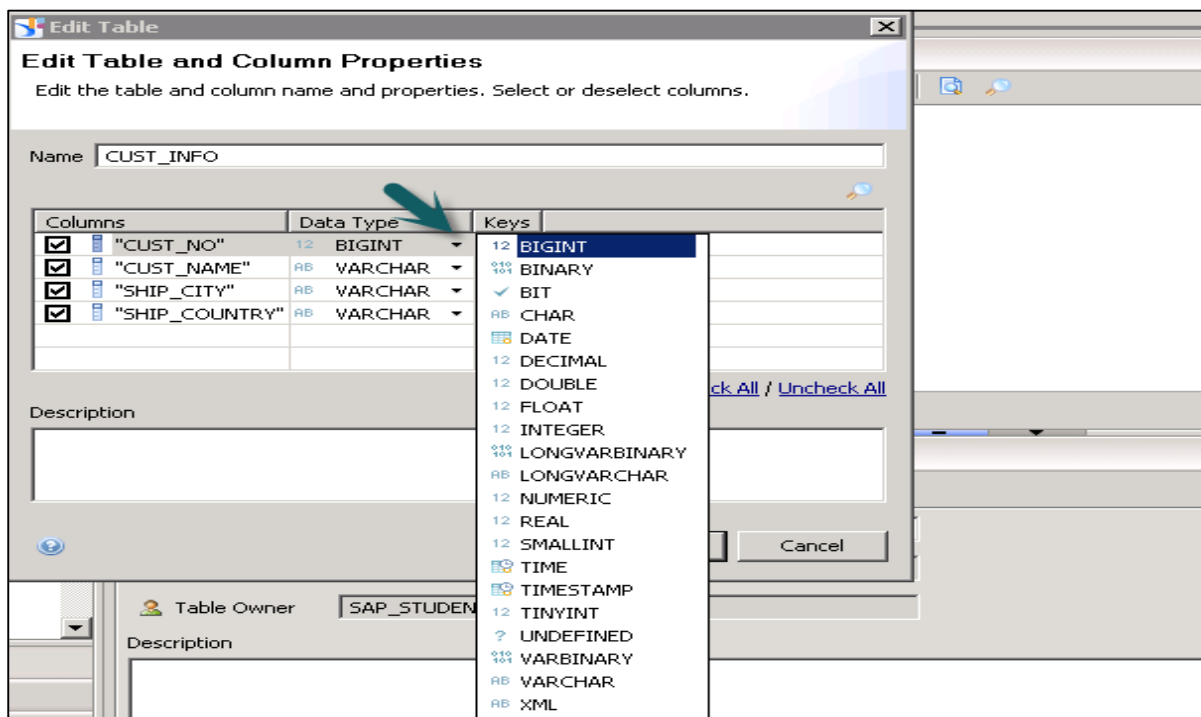 Edit Table
Edit Table and Column Properties
Edit the table and column name and properties. Select or deselect columns.
Name CUST_INFO
Columns Data Type Keys
"CUST_NO" 12 BIGINT
"CUST_NAME" AB VARCHAR
"SHIP_CITY" AB VARCHAR
"SHIP_COUNTRY" AB VARCHAR
12 BIGINT
BINARY
BIT
AB CHAR
DATE
12 DECIMAL
12 DOUBLE
12 FLOAT
12 INTEGER
LONGVARBINARY
AB LONGVARCHAR
12 NUMERIC
12 REAL
12 SMALLINT
TIME
TIMESTAMP
12 TINYINT
? UNDEFINED
VARBINARY
AB VARCHAR
AB XML
ck All / Uncheck All
Description
Cancel
Table Owner SAP_STUDEN
Description